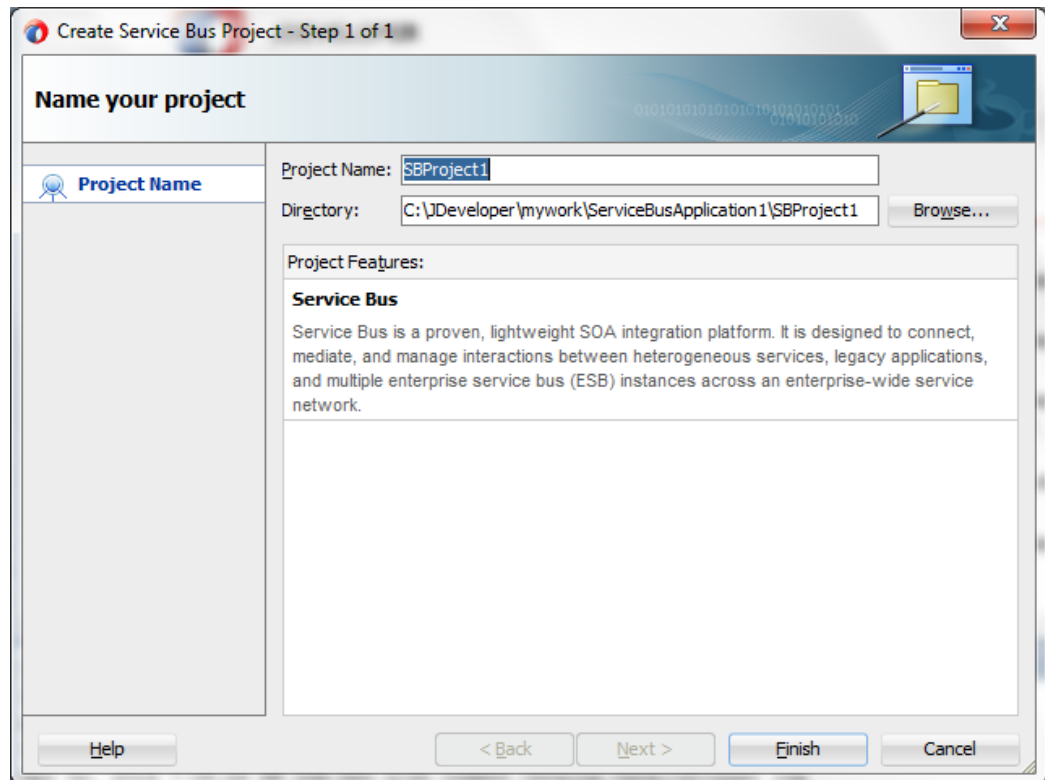 Create Service Bus Project - Step 1 of 1
Name your project
010101010101010101010101
01010101010
Project Name
Project Name: SBProject1
Directory: C:\JDeveloper\mywork\ServiceBusApplication1\SBProject1 Browse...
Project Features:
Service Bus
Service Bus is a proven, lightweight SOA integration platform. It is designed to connect,
mediate, and manage interactions between heterogeneous services, legacy applications,
and multiple enterprise service bus (ESB) instances across an enterprise-wide service
network.
Help < Back Next > Finish Cancel